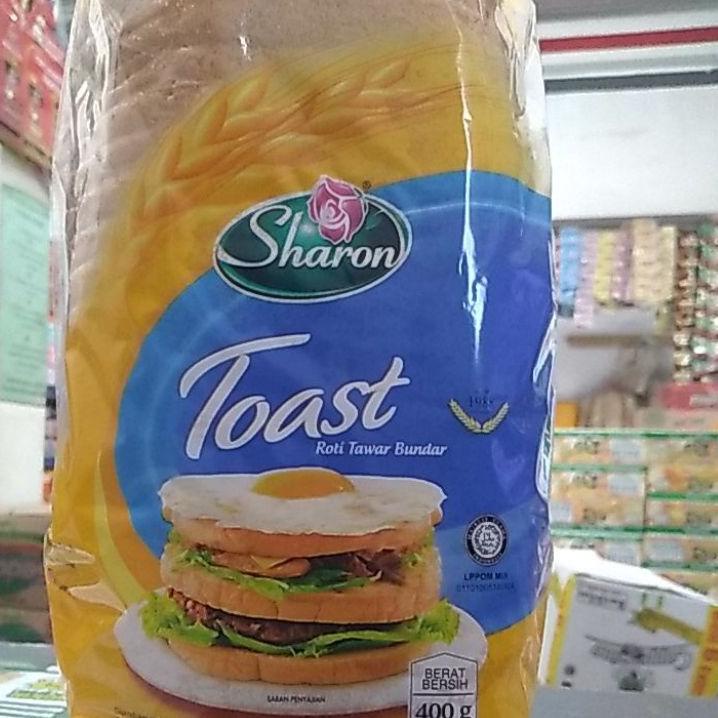 Sharon
®
Toast
Roti Tawar Bundar
LPPOM MUI
SARAN PENYAJIAN
BERAT
BERSIH
400 g